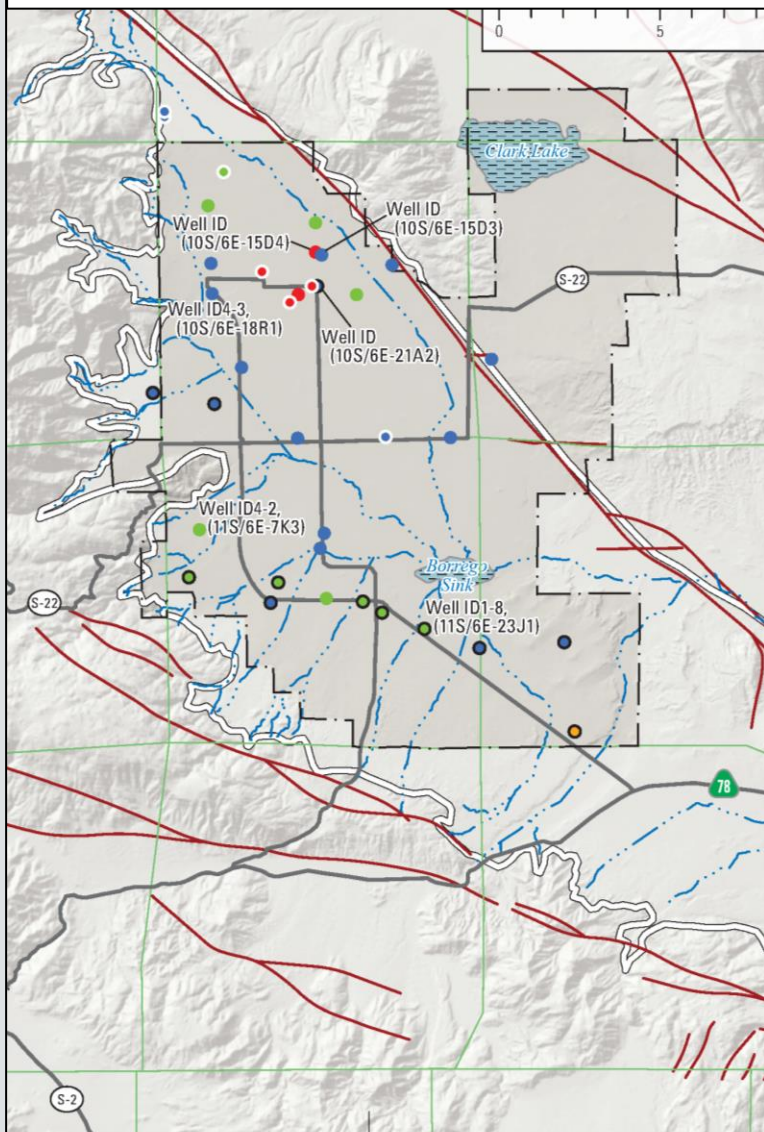 0 5
Clark Lake
Well ID
(10S/6E-15D3)
Well ID
(10S/6E-15D4)
S-22
Well ID4-3,
(10S/6E-18R1)
Well ID
(10S/6E-21A2)
Well ID4-2,
(11S/6E-7K3)
Borrego
Sink
S-22
Well ID1-8,
(11S/6E-23J1)
78
S-2